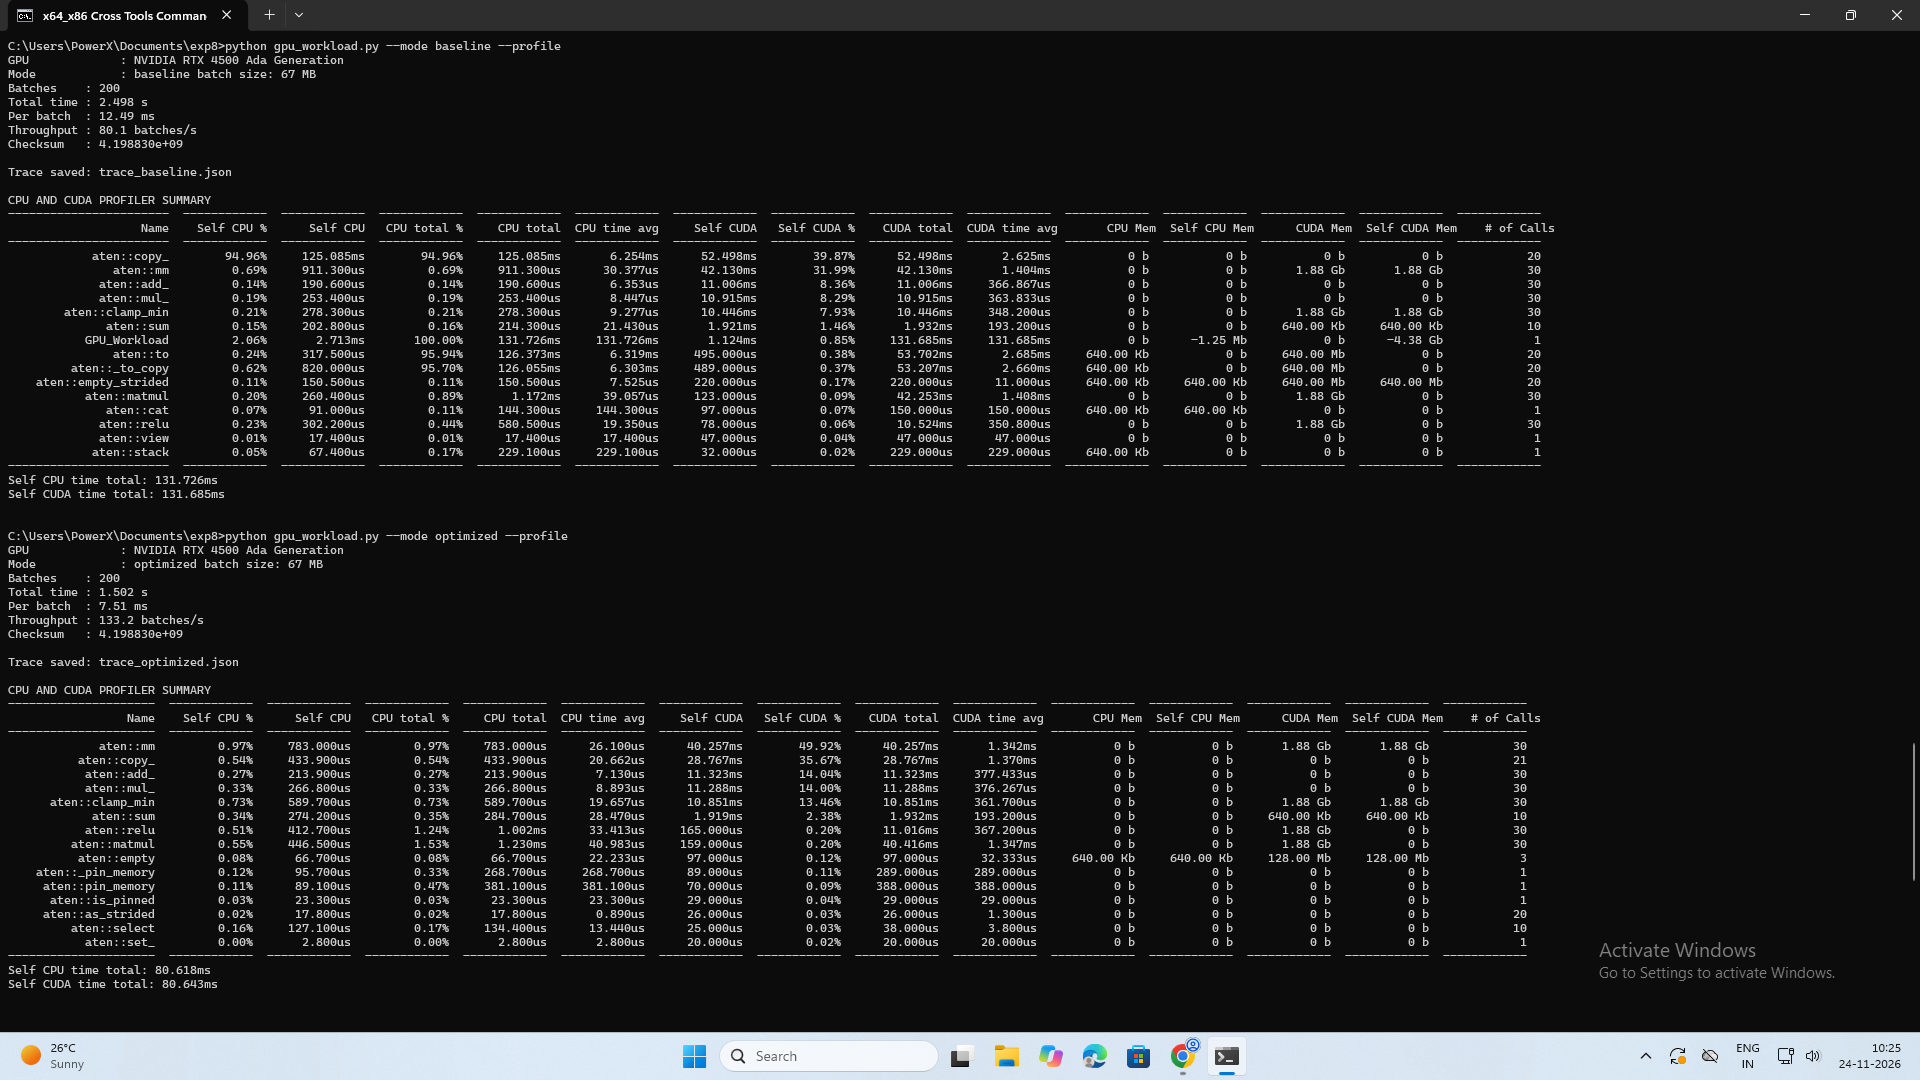 x64_x86 Cross Tools Comman
C:\Users\PowerX\Documents\exp8>python gpu_workload.py --mode baseline --profile
GPU : NVIDIA RTX 4500 Ada Generation
Mode : baseline batch size: 67 MB
Batches : 200
Total time : 2.498 s
Per batch : 12.49 ms
Throughput : 80.1 batches/s
Checksum : 4.198830e+09
Trace saved: trace_baseline.json
CPU AND CUDA PROFILER SUMMARY
Name Self CPU % Self CPU CPU total % CPU total CPU time avg Self CUDA Self CUDA % CUDA total CUDA time avg CPU Mem Self CPU Mem CUDA Mem Self CUDA Mem # of Calls
aten::copy_ 94.96% 125.085ms 94.96% 125.085ms 6.254ms 52.498ms 39.87% 52.498ms 2.625ms 0 b 0 b 0 b 0 b 20
aten::mm 0.69% 911.300us 0.69% 911.300us 30.377us 42.130ms 31.99% 42.130ms 1.404ms 0 b 0 b 1.88 Gb 1.88 Gb 30
aten::add_ 0.14% 190.600us 0.14% 190.600us 6.353us 11.006ms 8.36% 11.006ms 366.867us 0 b 0 b 0 b 0 b 30
aten::mul_ 0.19% 253.400us 0.19% 253.400us 8.447us 10.915ms 8.29% 10.915ms 363.833us 0 b 0 b 0 b 0 b 30
aten::clamp_min 0.21% 278.300us 0.21% 278.300us 9.277us 10.446ms 7.93% 10.446ms 348.200us 0 b 0 b 1.88 Gb 1.88 Gb 30
aten::sum 0.15% 202.800us 0.16% 214.300us 21.430us 1.921ms 1.46% 1.932ms 193.200us 0 b 0 b 640.00 Kb 640.00 Kb 10
GPU_Workload 2.06% 2.713ms 100.00% 131.726ms 131.726ms 1.124ms 0.85% 131.685ms 131.685ms 0 b -1.25 Mb 0 b -4.38 Gb 1
aten::to 0.24% 317.500us 95.94% 126.373ms 6.319ms 495.000us 0.38% 53.702ms 2.685ms 640.00 Kb 0 b 640.00 Mb 0 b 20
aten::_to_copy 0.62% 820.000us 95.70% 126.055ms 6.303ms 489.000us 0.37% 53.207ms 2.660ms 640.00 Kb 0 b 640.00 Mb 0 b 20
aten::empty_strided 0.11% 150.500us 0.11% 150.500us 7.525us 220.000us 0.17% 220.000us 11.000us 640.00 Kb 640.00 Kb 640.00 Mb 640.00 Mb 20
aten::matmul 0.20% 260.400us 0.89% 1.172ms 39.057us 123.000us 0.09% 42.253ms 1.408ms 0 b 0 b 1.88 Gb 0 b 30
aten::cat 0.07% 91.000us 0.11% 144.300us 144.300us 97.000us 0.07% 150.000us 150.000us 640.00 Kb 640.00 Kb 0 b 0 b 1
aten::relu 0.23% 302.200us 0.44% 580.500us 19.350us 78.000us 0.06% 10.524ms 350.800us 0 b 0 b 1.88 Gb 0 b 30
aten::view 0.01% 17.400us 0.01% 17.400us 17.400us 47.000us 0.04% 47.000us 47.000us 0 b 0 b 0 b 0 b 1
aten::stack 0.05% 67.400us 0.17% 229.100us 229.100us 32.000us 0.02% 229.000us 229.000us 640.00 Kb 0 b 0 b 0 b 1
Self CPU time total: 131.726ms
Self CUDA time total: 131.685ms
C:\Users\PowerX\Documents\exp8>python gpu_workload.py --mode optimized --profile
GPU : NVIDIA RTX 4500 Ada Generation
Mode : optimized batch size: 67 MB
Batches : 200
Total time : 1.502 s
Per batch : 7.51 ms
Throughput : 133.2 batches/s
Checksum : 4.198830e+09
Trace saved: trace_optimized.json
CPU AND CUDA PROFILER SUMMARY
Name Self CPU % Self CPU CPU total % CPU total CPU time avg Self CUDA Self CUDA % CUDA total CUDA time avg CPU Mem Self CPU Mem CUDA Mem Self CUDA Mem # of Calls
aten::mm 0.97% 783.000us 0.97% 783.000us 26.100us 40.257ms 49.92% 40.257ms 1.342ms 0 b 0 b 1.88 Gb 1.88 Gb 30
aten::copy_ 0.54% 433.900us 0.54% 433.900us 20.662us 28.767ms 35.67% 28.767ms 1.370ms 0 b 0 b 0 b 0 b 21
aten::add_ 0.27% 213.900us 0.27% 213.900us 7.130us 11.323ms 14.04% 11.323ms 377.433us 0 b 0 b 0 b 0 b 30
aten::mul_ 0.33% 266.800us 0.33% 266.800us 8.893us 11.288ms 14.00% 11.288ms 376.267us 0 b 0 b 0 b 0 b 30
aten::clamp_min 0.73% 589.700us 0.73% 589.700us 19.657us 10.851ms 13.46% 10.851ms 361.700us 0 b 0 b 1.88 Gb 1.88 Gb 30
aten::sum 0.34% 274.200us 0.35% 284.700us 28.470us 1.919ms 2.38% 1.932ms 193.200us 0 b 0 b 640.00 Kb 640.00 Kb 10
aten::relu 0.51% 412.700us 1.24% 1.002ms 33.413us 165.000us 0.20% 11.016ms 367.200us 0 b 0 b 1.88 Gb 0 b 30
aten::matmul 0.55% 446.500us 1.53% 1.230ms 40.983us 159.000us 0.20% 40.416ms 1.347ms 0 b 0 b 1.88 Gb 0 b 30
aten::empty 0.08% 66.700us 0.08% 66.700us 22.233us 97.000us 0.12% 97.000us 32.333us 640.00 Kb 640.00 Kb 128.00 Mb 128.00 Mb 3
aten::_pin_memory 0.12% 95.700us 0.33% 268.700us 268.700us 89.000us 0.11% 289.000us 289.000us 0 b 0 b 0 b 0 b 1
aten::pin_memory 0.11% 89.100us 0.47% 381.100us 381.100us 70.000us 0.09% 388.000us 388.000us 0 b 0 b 0 b 0 b 1
aten::is_pinned 0.03% 23.300us 0.03% 23.300us 23.300us 29.000us 0.04% 29.000us 29.000us 0 b 0 b 0 b 0 b 1
aten::as_strided 0.02% 17.800us 0.02% 17.800us 0.890us 26.000us 0.03% 26.000us 1.300us 0 b 0 b 0 b 0 b 20
aten::select 0.16% 127.100us 0.17% 134.400us 13.440us 25.000us 0.03% 38.000us 3.800us 0 b 0 b 0 b 0 b 10
aten::set_ 0.00% 2.800us 0.00% 2.800us 2.800us 20.000us 0.02% 20.000us 20.000us 0 b 0 b 0 b 0 b 1
Self CPU time total: 80.618ms
Self CUDA time total: 80.643ms
Activate Windows
Go to Settings to activate Windows.
26°C
Sunny
Search
ENG
IN
10:25
24-11-2026